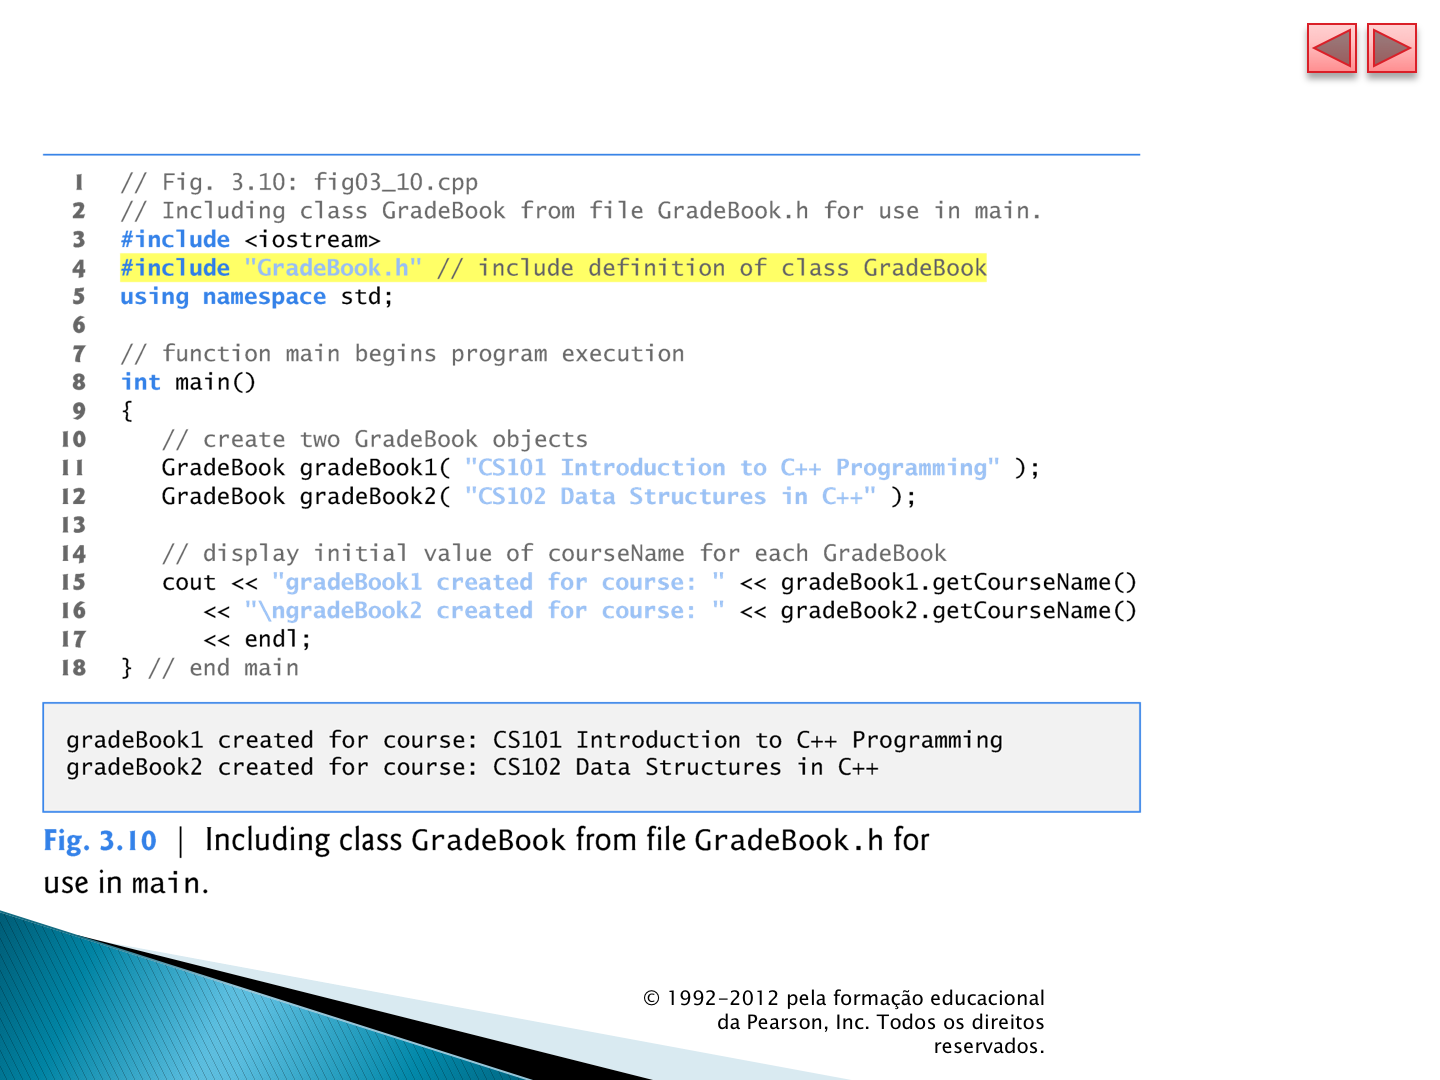 1 // Fig. 3.10: fig03_10.cpp
2 // Including class GradeBook from file GradeBook.h for use in main.
3 #include <iostream>
4 #include "GradeBook.h" // include definition of class GradeBook
5 using namespace std;
6
7 // function main begins program execution
8 int main()
9 {
10    // create two GradeBook objects
11    GradeBook gradeBook1( "CS101 Introduction to C++ Programming" );
12    GradeBook gradeBook2( "CS102 Data Structures in C++" );
13
14    // display initial value of courseName for each GradeBook
15    cout << "gradeBook1 created for course: " << gradeBook1.getCourseName()
16       << "\ngradeBook2 created for course: " << gradeBook2.getCourseName()
17       << endl;
18 } // end main
gradeBook1 created for course: CS101 Introduction to C++ Programming
gradeBook2 created for course: CS102 Data Structures in C++
Fig. 3.10 | Including class GradeBook from file GradeBook.h for
use in main.
© 1992-2012 pela formação educacional
da Pearson, Inc. Todos os direitos
reservados.